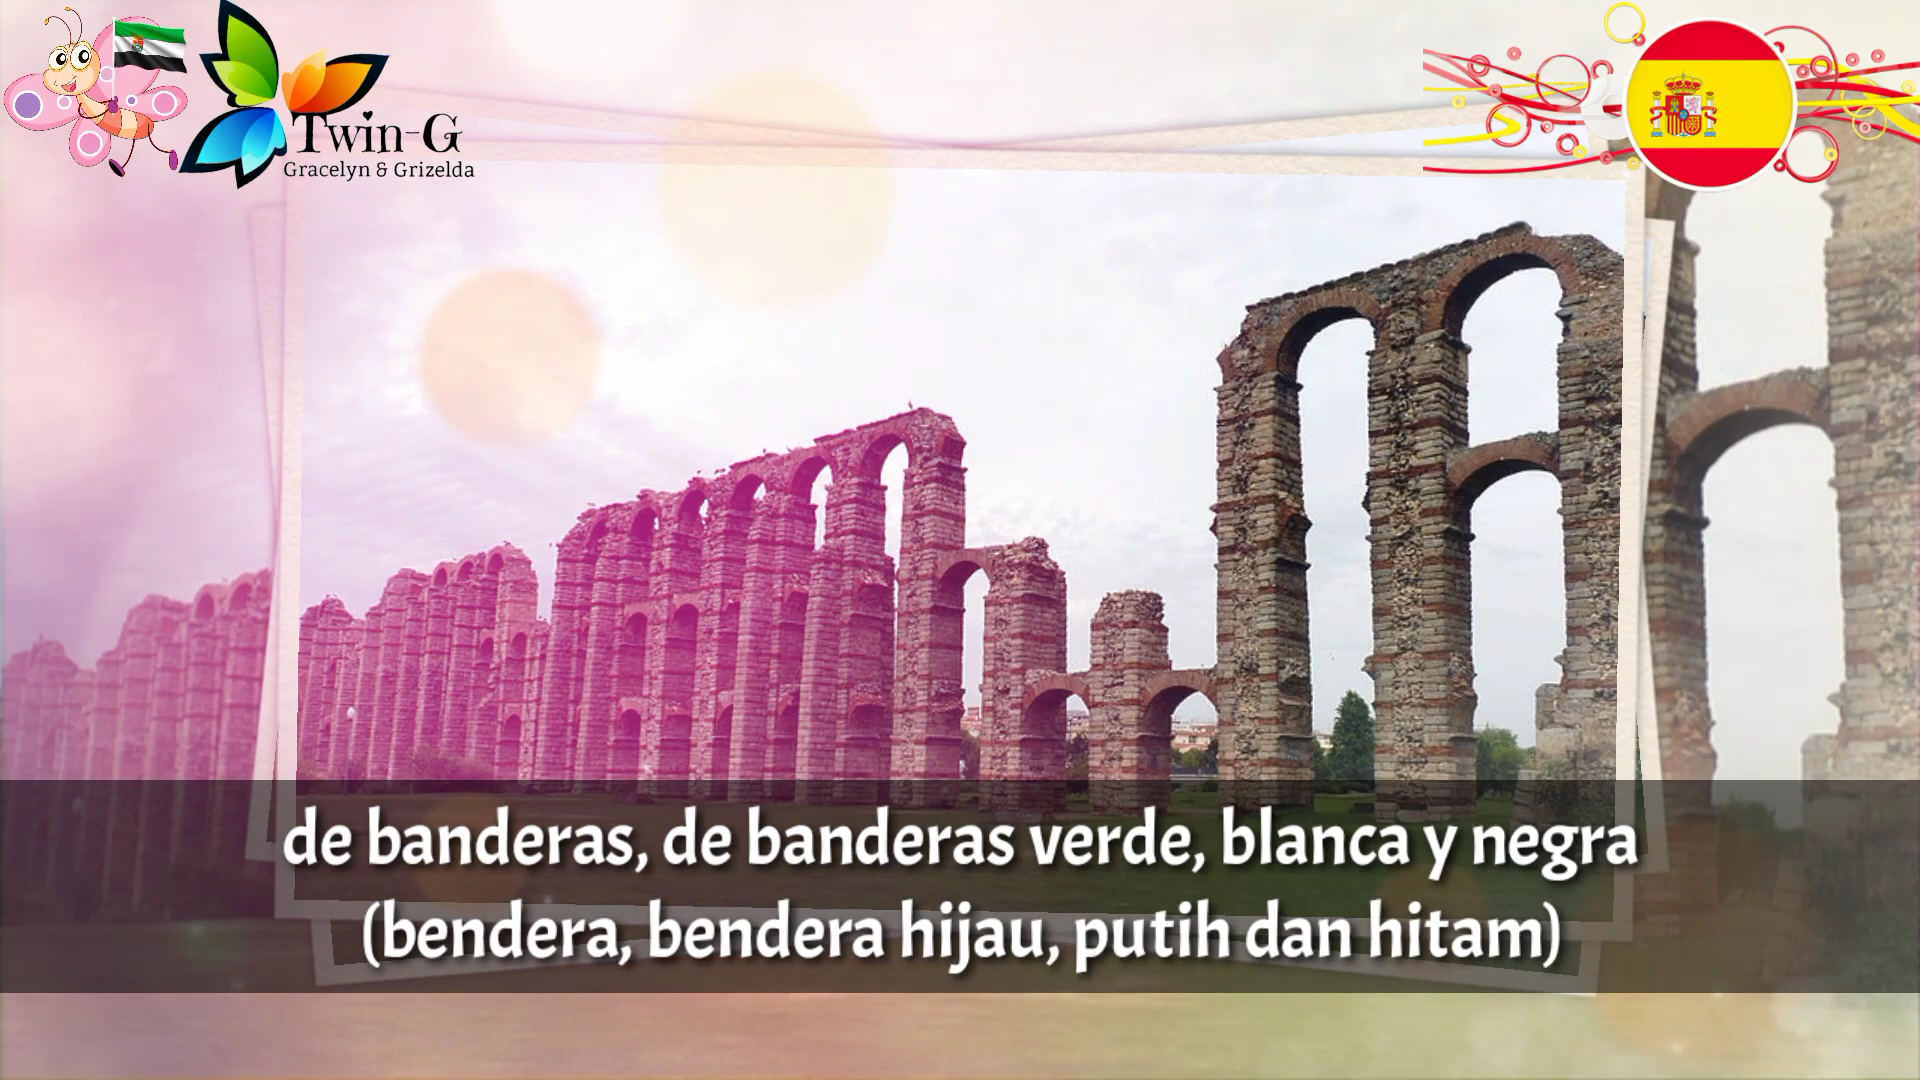 Twin-G
Gracelyn & Grizelda
de banderas, de banderas verde, blanca y negra
(bendera, bendera hijau, putih dan hitam)